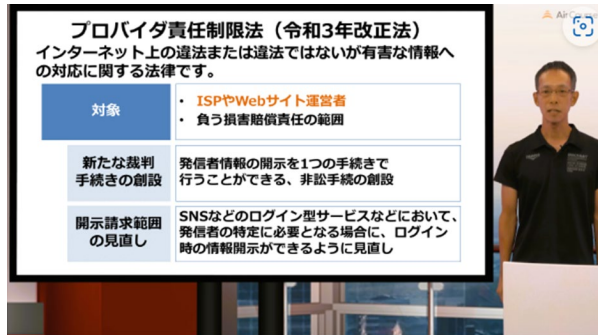 プロバイダ責任制限法（令和3年改正法）
インターネット上の違法または違法ではないが有害な情報へ
の対応に関する法律です。
対象
・ ISPやWebサイト運営者
・ 負う損害賠償責任の範囲
新たな裁判
手続きの創設
発信者情報の開示を1つの手続きで
行うことができる、非訟手続の創設
開示請求範囲
の見直し
SNSなどのログイン型サービスなどにおいて、
発信者の特定に必要となる場合に、ログイン
時の情報開示ができるように見直し